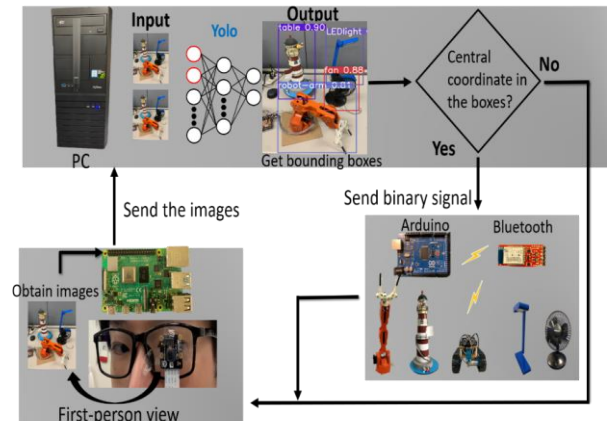 Input
Yolo
Output
table 0.90
LEDlight
fan 0.88
robot-arm 0.81
Central
coordinate in
the boxes?
No
PC
Get bounding boxes
Yes
Send the images
Send binary signal
Arduino
Bluetooth
Obtain images
First-person view